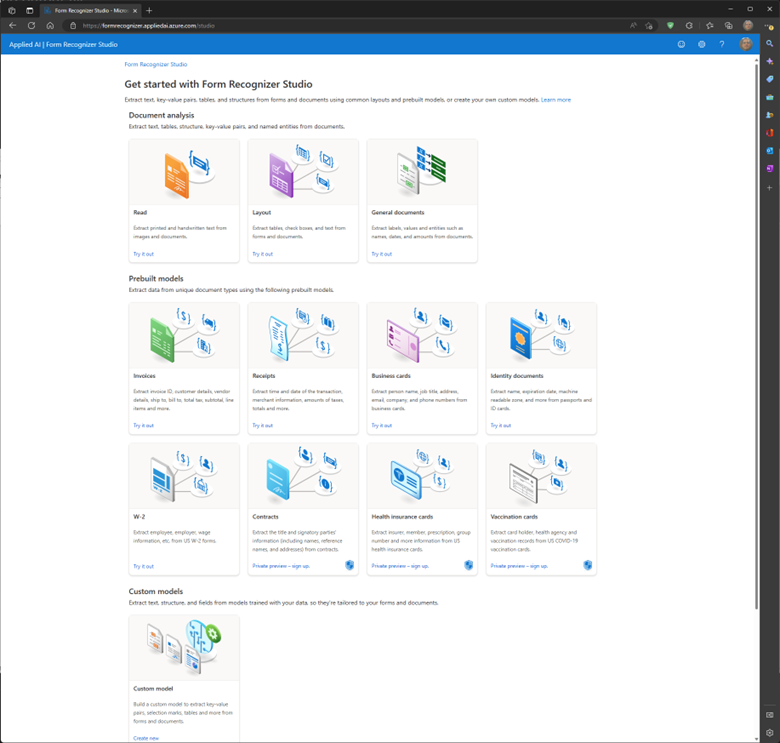 Form Recognizer Studio - Micros
https://formrecognizer.appliedai.azure.com/studio
Applied AI | Form Recognizer Studio
Form Recognizer Studio
Get started with Form Recognizer Studio
Extract text, key-value pairs, tables, and structures from forms and documents using common layouts and prebuilt models, or create your own custom models. Learn more
Document analysis
Extract text, tables, structure, key-value pairs, and named entities from documents.
Read
Extract printed and handwritten text from
images and documents.
Try it out
Layout
Extract tables, check boxes, and text from
forms and documents.
Try it out
General documents
Extract labels, values and entities such as
names, dates, and amounts from documents.
Try it out
Prebuilt models
Extract data from unique document types using the following prebuilt models.
Invoices
Extract invoice ID, customer details, vendor
details, ship to, bill to, total tax, subtotal, line
items and more.
Try it out
Receipts
Extract time and date of the transaction,
merchant information, amounts of taxes,
totals and more.
Try it out
Business cards
Extract person name, job title, address,
email, company, and phone numbers from
business cards.
Try it out
Identity documents
Extract name, expiration date, machine
readable zone, and more from passports and
ID cards.
Try it out
W-2
Extract employee, employer, wage
information, etc. from US W-2 forms.
Try it out
Contracts
Extract the title and signatory parties'
information (including names, reference
names, and addresses) from contracts.
Private preview – sign up.
Health insurance cards
Extract insurer, member, prescription, group
number and more information from US
health insurance cards.
Private preview – sign up.
Vaccination cards
Extract card holder, health agency and
vaccination records from US COVID-19
vaccination cards.
Private preview – sign up.
Custom models
Extract text, structure, and fields from models trained with your data, so they're tailored to your forms and documents.
Custom model
Build a custom model to extract key-value
pairs, selection marks, tables and more from
forms and documents.
Create new